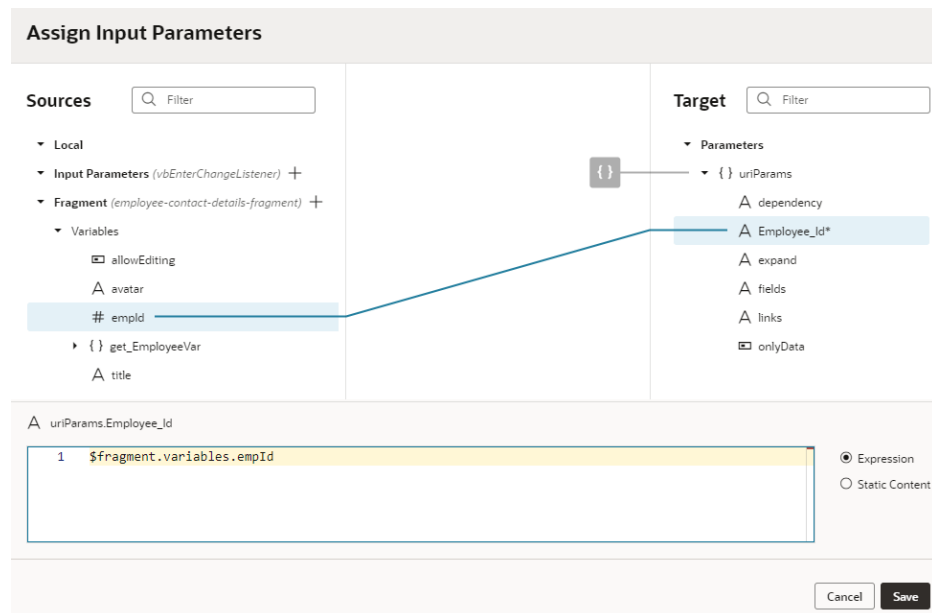 Assign Input Parameters
Sources
Filter
Local
Input Parameters (vbEnterChangeListener) +
Fragment (employee-contact-details-fragment) +
Variables
allowEditing
A avatar
# empId
{ } get_EmployeeVar
A title
{ }
Target
Filter
Parameters
{ } uriParams
A dependency
A Employee_Id*
A expand
A fields
A links
onlyData
A uriParams.Employee_Id
1 $fragment.variables.empId
Expression
Static Content
Cancel
Save